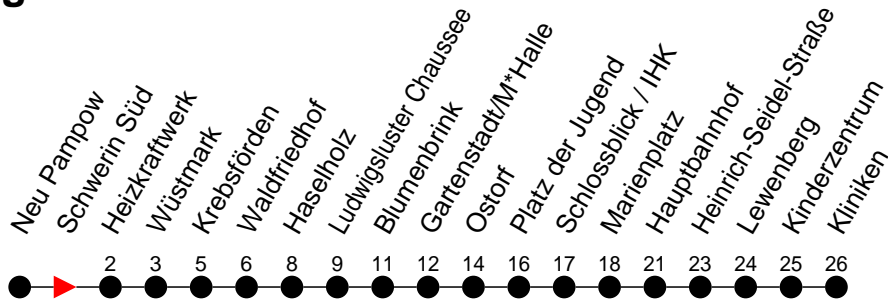 Neu Pampow
Schwerin Süd
Heizkraftwerk
Wüstmark
Krebsförden
Waldfriedhof
Haselholz
Ludwigsluster Chaussee
Blumenbrink
Gartenstadt/M*Halle
Ostorf
Platz der Jugend
Schlossblick / IHK
Marienplatz
Hauptbahnhof
Heinrich-Seidel-Straße
Lewenberg
Kinderzentrum
Kliniken
2 3 5 6 8 9 11 12 14 16 17 18 21 23 24 25 26